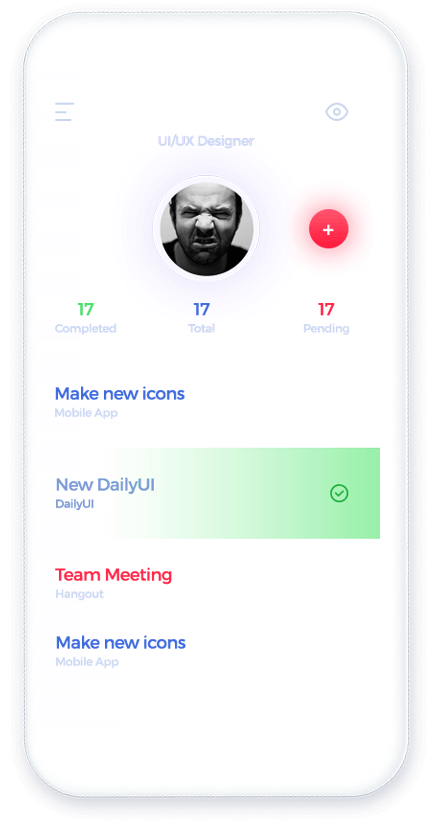 UI/UX Designer
+
17 17 17
Completed Total Pending
Make new icons
Mobile App
New DailyUI
DailyUI
Team Meeting
Hangout
Make new icons
Mobile App